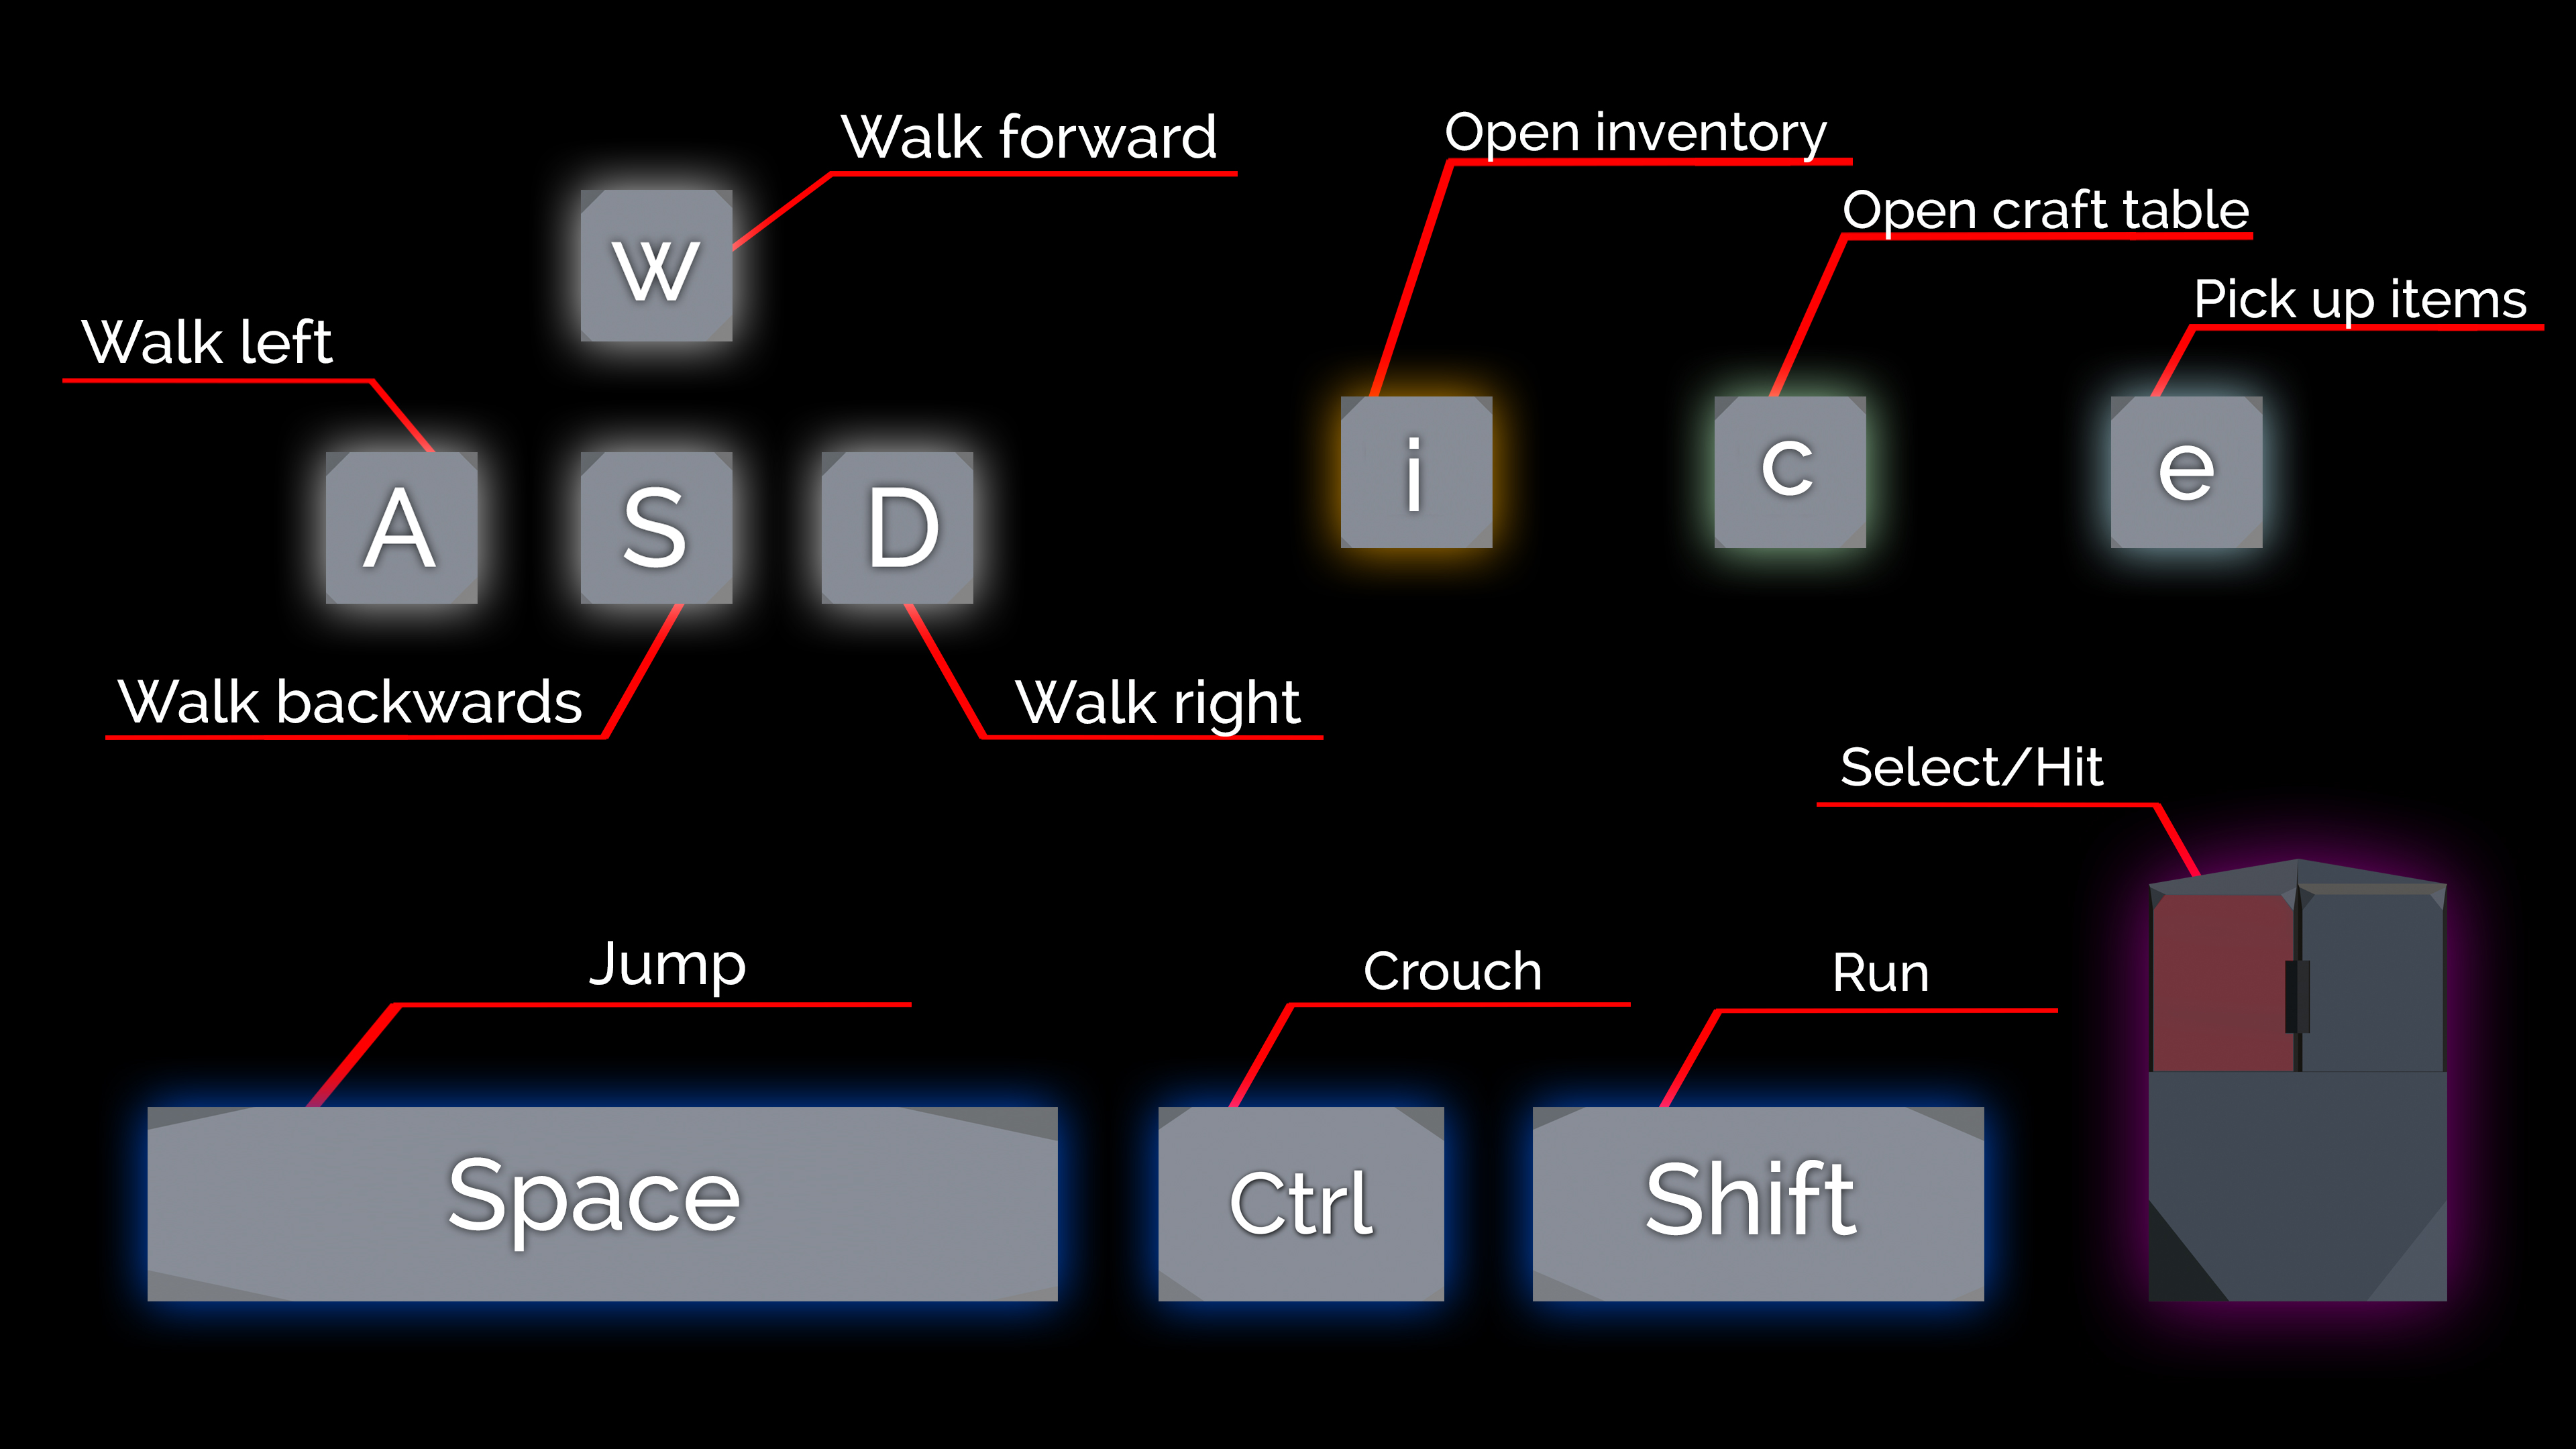 Walk forward
Open inventory
Open craft table
Pick up items
w
Walk left
i
c
e
A
S
D
Walk backwards
Walk right
Select/Hit
Jump
Crouch
Run
Space
Ctrl
Shift